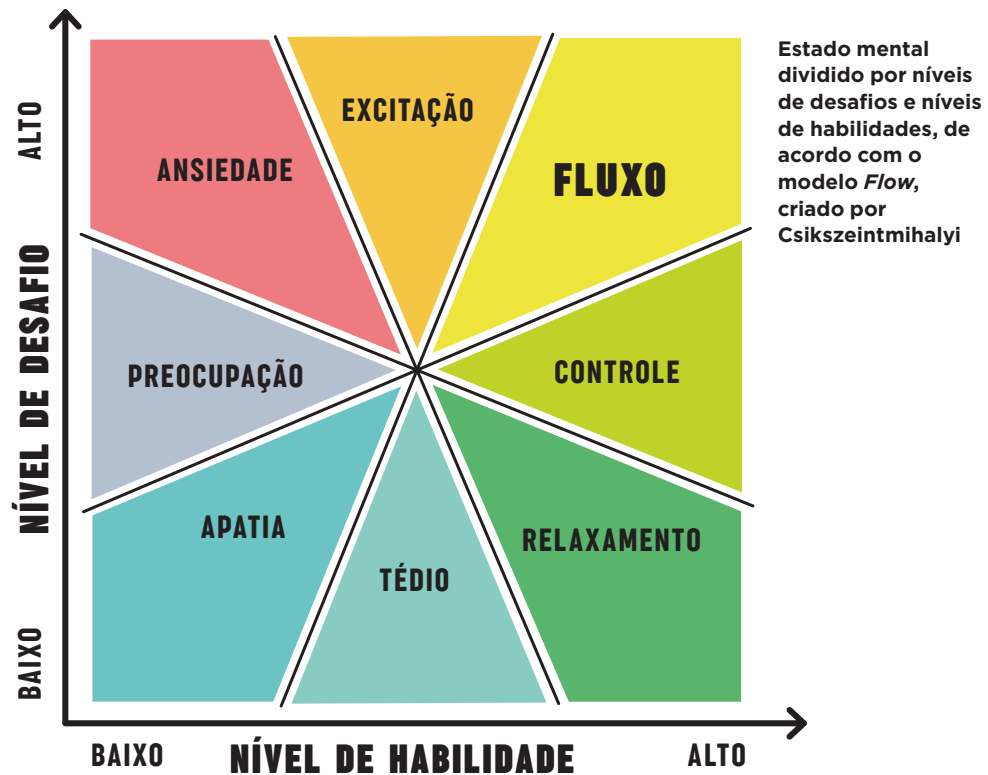 Estado mental
dividido por níveis
de desafios e níveis
de habilidades, de
acordo com o
modelo Flow,
criado por
Csikszeintmihalyi
NÍVEL DE DESAFIO
ALTO
BAIXO
EXCITAÇÃO
ANSIEDADE
FLUXO
PREOCUPAÇÃO
CONTROLE
APATIA
RELAXAMENTO
TÉDIO
BAIXO
NÍVEL DE HABILIDADE
ALTO